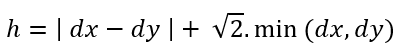 h = | dx − dy | + √2. min (dx, dy)